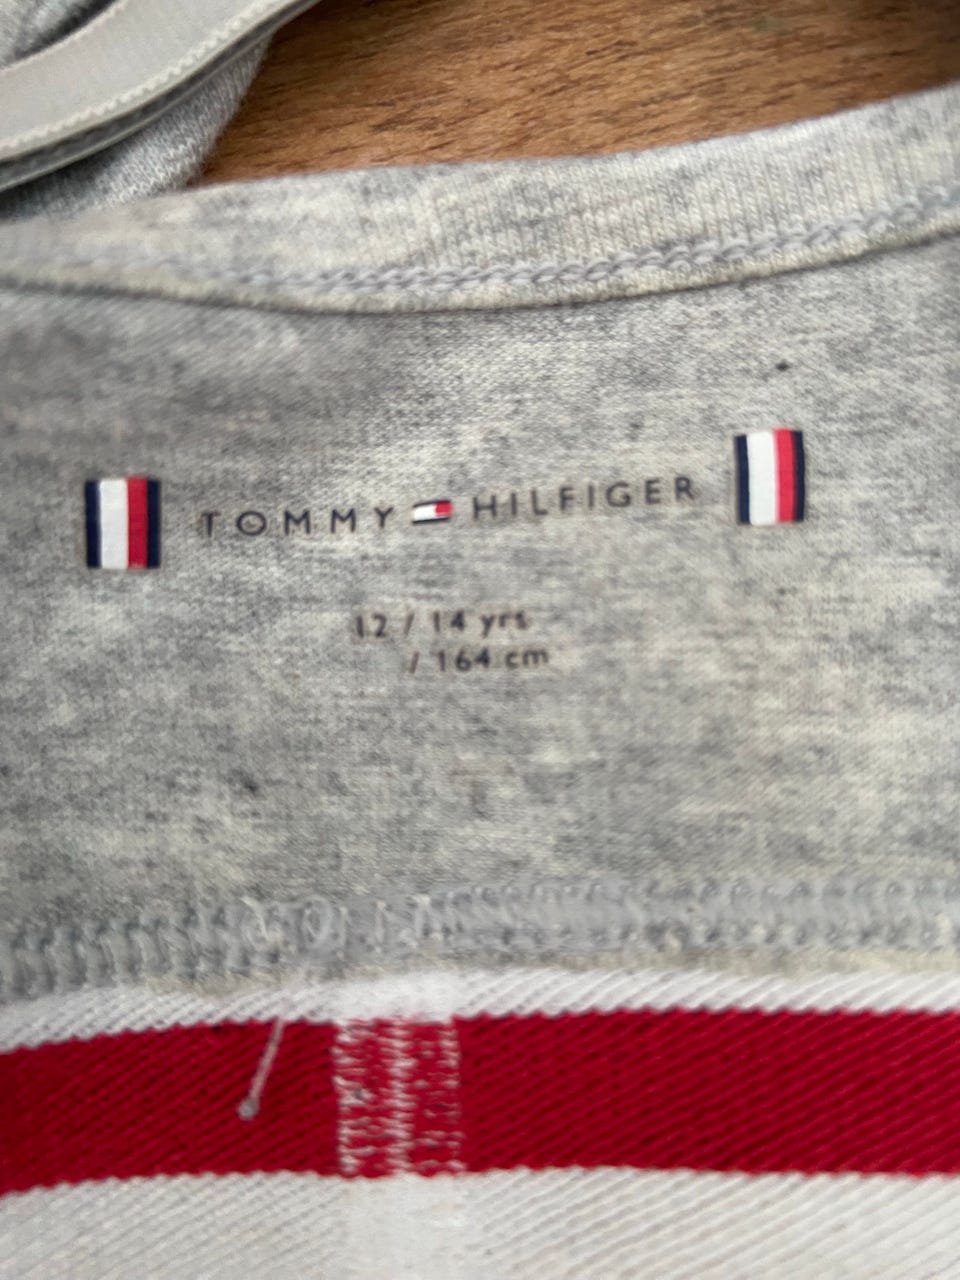 TOMMY HILFIGER
12 / 14 yrs
/ 164 cm